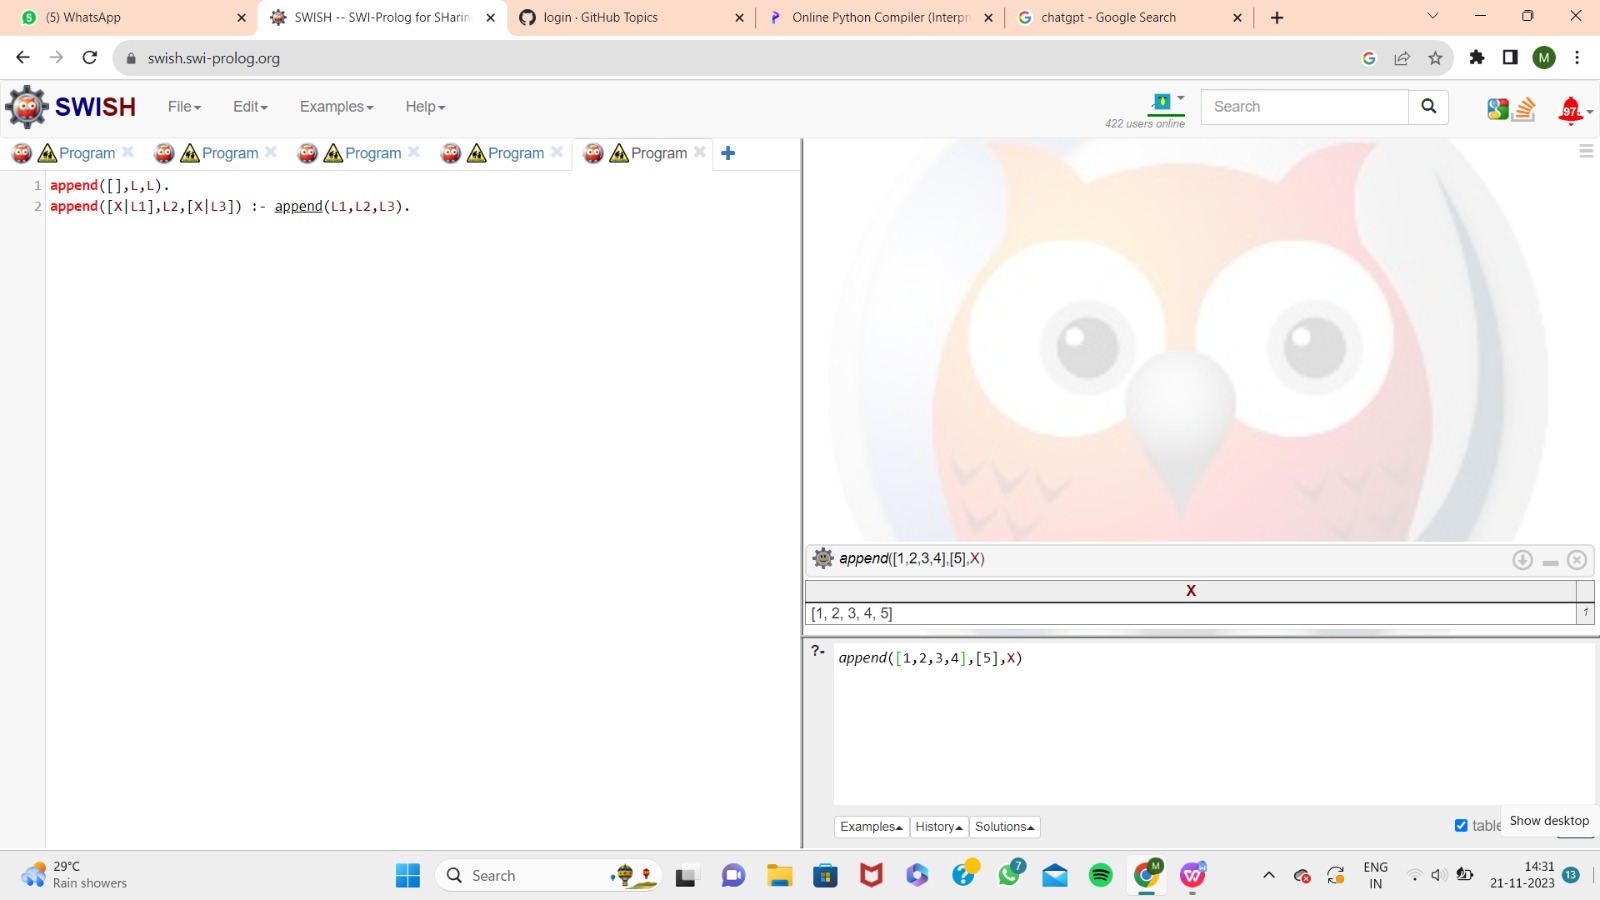 (5) WhatsApp
SWISH -- SWI-Prolog for SHarin
login · GitHub Topics
Online Python Compiler (Interpr
chatgpt - Google Search
swish.swi-prolog.org
M
SWISH
File
Edit
Examples
Help
422 users online
Search
Program
Program
Program
Program
Program
1 append([],L,L).
2 append([X|L1],L2,[X|L3]) :- append(L1,L2,L3).
append([1,2,3,4],[5],X)
X
[1, 2, 3, 4, 5]
1
?- append([1,2,3,4],[5],X)
Examples
History
Solutions
table
Show desktop
29°C
Rain showers
Search
7
M
ENG
IN
14:31
21-11-2023
13